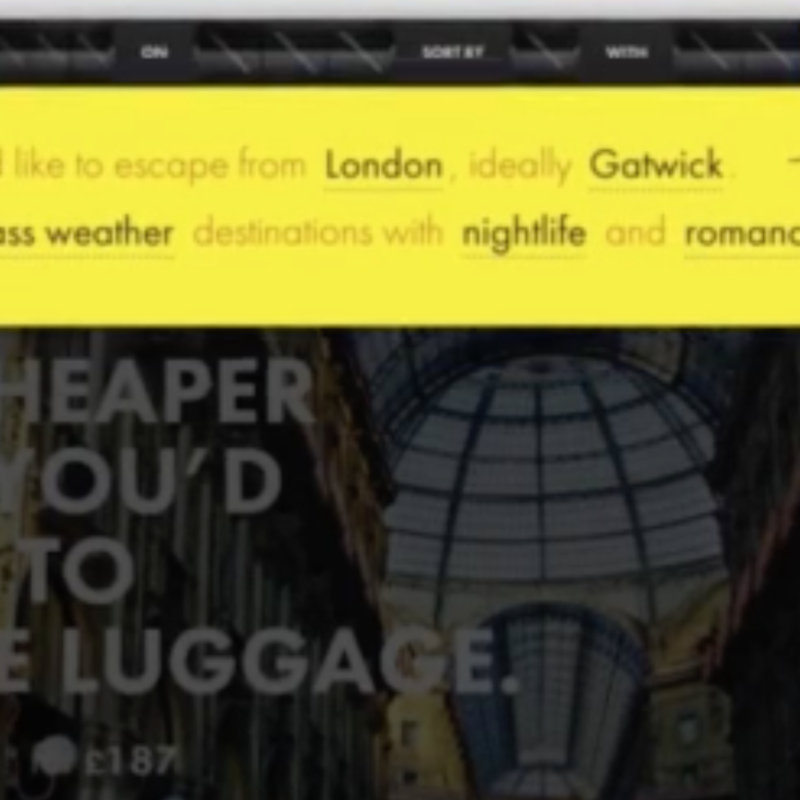 ON SORT BY WITH
like to escape from London, ideally Gatwick.
ass weather destinations with nightlife and romanc
HEAPER
YOU'D
TO
E LUGGAGE.
£187